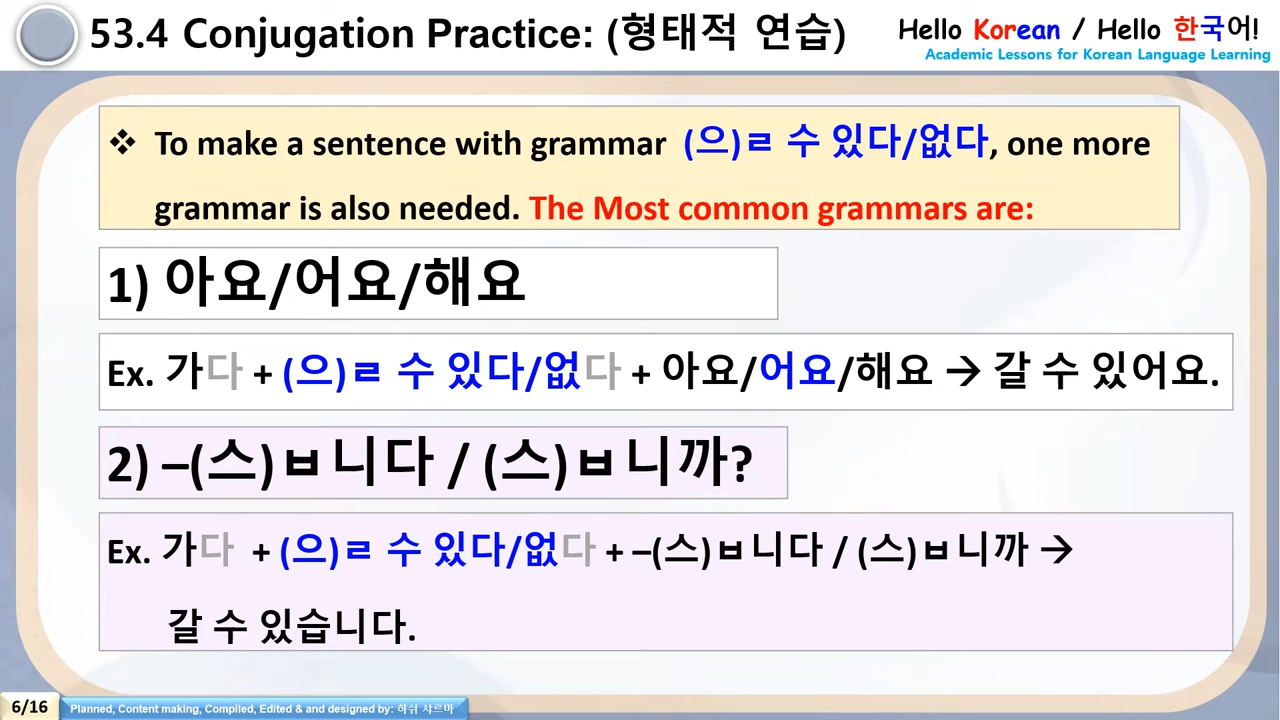 53.4 Conjugation Practice: (형태적 연습)
Hello Korean / Hello 한국어!
Academic Lessons for Korean Language Learning
❖ To make a sentence with grammar (으)ㄹ 수 있다/없다, one more
grammar is also needed. The Most common grammars are:
1) 아요/어요/해요
Ex. 가다 + (으)ㄹ 수 있다/없다 + 아요/어요/해요 → 갈 수 있어요.
2) –(스)ㅂ니다 / (스)ㅂ니까?
Ex. 가다 + (으)ㄹ 수 있다/없다 + –(스)ㅂ니다 / (스)ㅂ니까 →
갈 수 있습니다.
6/16
Planned, Content making, Compiled, Edited & and designed by: 히쉬 샤르마